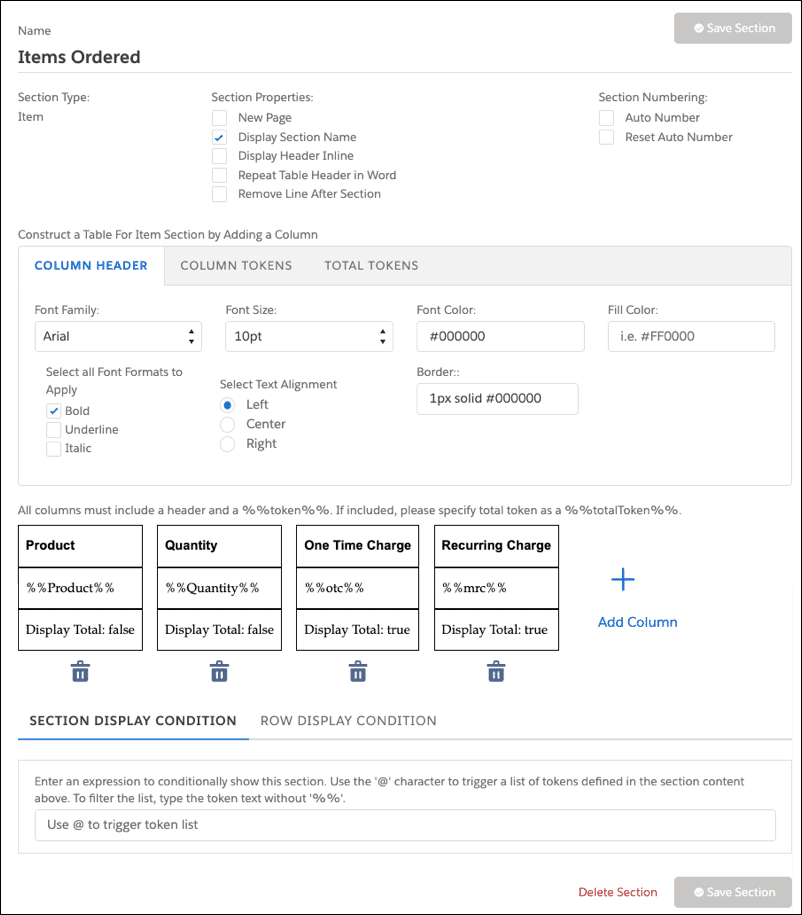 Name
Save Section
Items Ordered
Section Type:
Section Properties:
Section Numbering:
Item
New Page
Auto Number
Display Section Name
Reset Auto Number
Display Header Inline
Repeat Table Header in Word
Remove Line After Section
Construct a Table For Item Section by Adding a Column
COLUMN HEADER
COLUMN TOKENS
TOTAL TOKENS
Font Family:
Font Size:
Font Color:
Fill Color:
Arial
10pt
#000000
i.e. #FF0000
Select all Font Formats to
Apply
Bold
Underline
Italic
Select Text Alignment
Left
Center
Right
Border::
1px solid #000000
All columns must include a header and a %%token%%. If included, please specify total token as a %%totalToken%%.
Product
Quantity
One Time Charge
Recurring Charge
%%Product%%
%%Quantity%%
%%otc%%
%%mrc%%
Display Total: false
Display Total: false
Display Total: true
Display Total: true
Add Column
SECTION DISPLAY CONDITION
ROW DISPLAY CONDITION
Enter an expression to conditionally show this section. Use the '@' character to trigger a list of tokens defined in the section content
above. To filter the list, type the token text without '%%'.
Use @ to trigger token list
Delete Section
Save Section